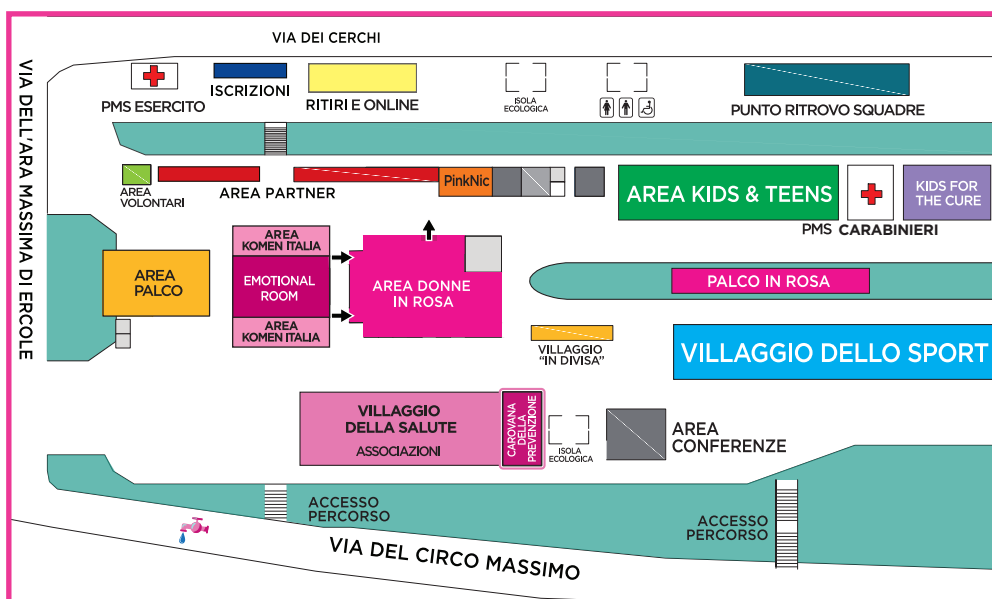 VIA DEI CERCHI
VIA DELL'ARA MASSIMA DI ERCOLE
PMS ESERCITO
ISCRIZIONI
RITIRI E ONLINE
ISOLA
ECOLOGICA
PUNTO RITROVO SQUADRE
AREA
VOLONTARI
AREA PARTNER
PinkNic
AREA KIDS & TEENS
PMS CARABINIERI
KIDS FOR
THE CURE
AREA
PALCO
AREA
KOMEN ITALIA
EMOTIONAL
ROOM
AREA
KOMEN ITALIA
AREA DONNE
IN ROSA
PALCO IN ROSA
VILLAGGIO
“IN DIVISA”
VILLAGGIO DELLO SPORT
VILLAGGIO
DELLA SALUTE
ASSOCIAZIONI
CAROVANA
DELLA
PREVENZIONE
ISOLA
ECOLOGICA
AREA
CONFERENZE
ACCESSO
PERCORSO
ACCESSO
PERCORSO
VIA DEL CIRCO MASSIMO